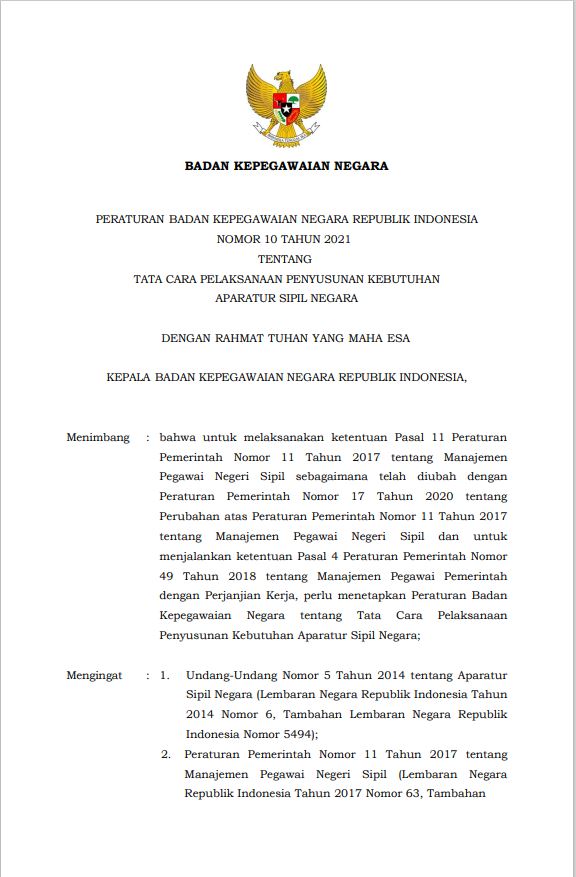 BADAN KEPEGAWAIAN NEGARA
PERATURAN BADAN KEPEGAWAIAN NEGARA REPUBLIK INDONESIA
NOMOR 10 TAHUN 2021
TENTANG
TATA CARA PELAKSANAAN PENYUSUNAN KEBUTUHAN
APARATUR SIPIL NEGARA
DENGAN RAHMAT TUHAN YANG MAHA ESA
KEPALA BADAN KEPEGAWAIAN NEGARA REPUBLIK INDONESIA,
Menimbang : bahwa untuk melaksanakan ketentuan Pasal 11 Peraturan
Pemerintah Nomor 11 Tahun 2017 tentang Manajemen
Pegawai Negeri Sipil sebagaimana telah diubah dengan
Peraturan Pemerintah Nomor 17 Tahun 2020 tentang
Perubahan atas Peraturan Pemerintah Nomor 11 Tahun 2017
tentang Manajemen Pegawai Negeri Sipil dan untuk
menjalankan ketentuan Pasal 4 Peraturan Pemerintah Nomor
49 Tahun 2018 tentang Manajemen Pegawai Pemerintah
dengan Perjanjian Kerja, perlu menetapkan Peraturan Badan
Kepegawaian Negara tentang Tata Cara Pelaksanaan
Penyusunan Kebutuhan Aparatur Sipil Negara;
Mengingat : 1. Undang-Undang Nomor 5 Tahun 2014 tentang Aparatur
Sipil Negara (Lembaran Negara Republik Indonesia Tahun
2014 Nomor 6, Tambahan Lembaran Negara Republik
Indonesia Nomor 5494);
2. Peraturan Pemerintah Nomor 11 Tahun 2017 tentang
Manajemen Pegawai Negeri Sipil (Lembaran Negara
Republik Indonesia Tahun 2017 Nomor 63, Tambahan